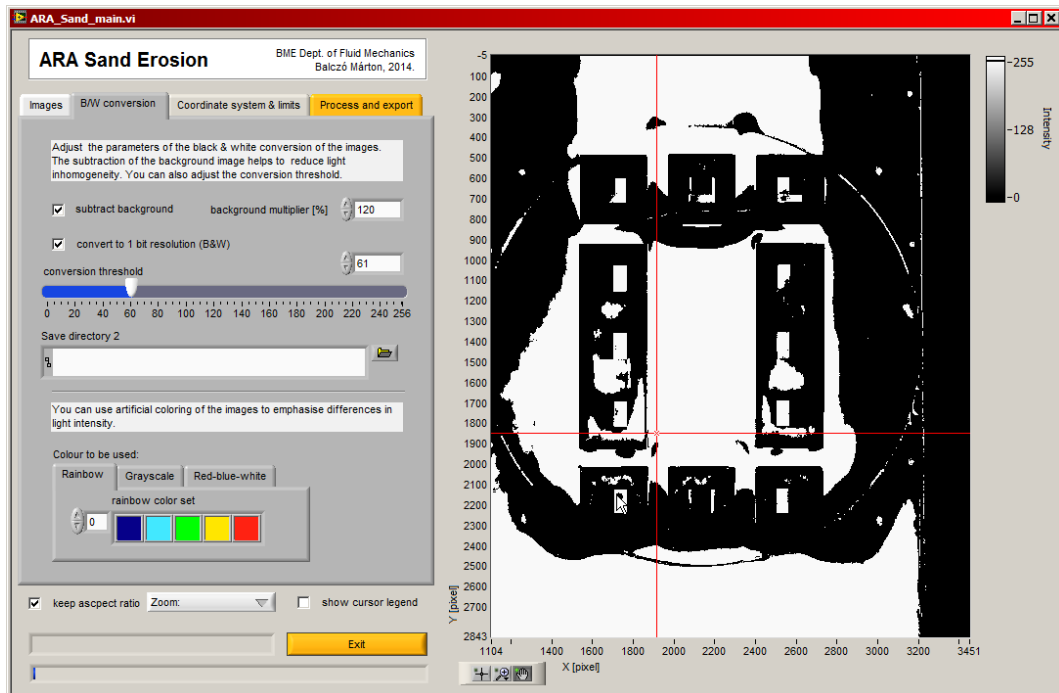 ARA_Sand_main.vi
ARA Sand Erosion
BME Dept. of Fluid Mechanics
Balczó Márton, 2014.
Images
B/W conversion
Coordinate system & limits
Process and export
Adjust the parameters of the black & white conversion of the images.
The subtraction of the background image helps to reduce light
inhomogeneity. You can also adjust the conversion threshold.
subtract background
background multiplier [%]
120
convert to 1 bit resolution (B&W)
61
conversion threshold
0 20 40 60 80 100 120 140 160 180 200 220 240 256
Save directory 2
You can use artificial coloring of the images to emphasise differences in
light intensity.
Colour to be used:
Rainbow
Grayscale
Red-blue-white
rainbow color set
0
keep ascpect ratio
Zoom:
show cursor legend
Exit
-5
100
200
300
400
500
600
700
800
900
1000
1100
1200
1300
1400
1500
1600
1700
1800
1900
2000
2100
2200
2300
2400
2500
2600
2700
2843
Y [pixel]
1104 1400 1600 1800 2000 2200 2400 2600 2800 3000 3200 3451
X [pixel]
-255
-128
-0
Intensity